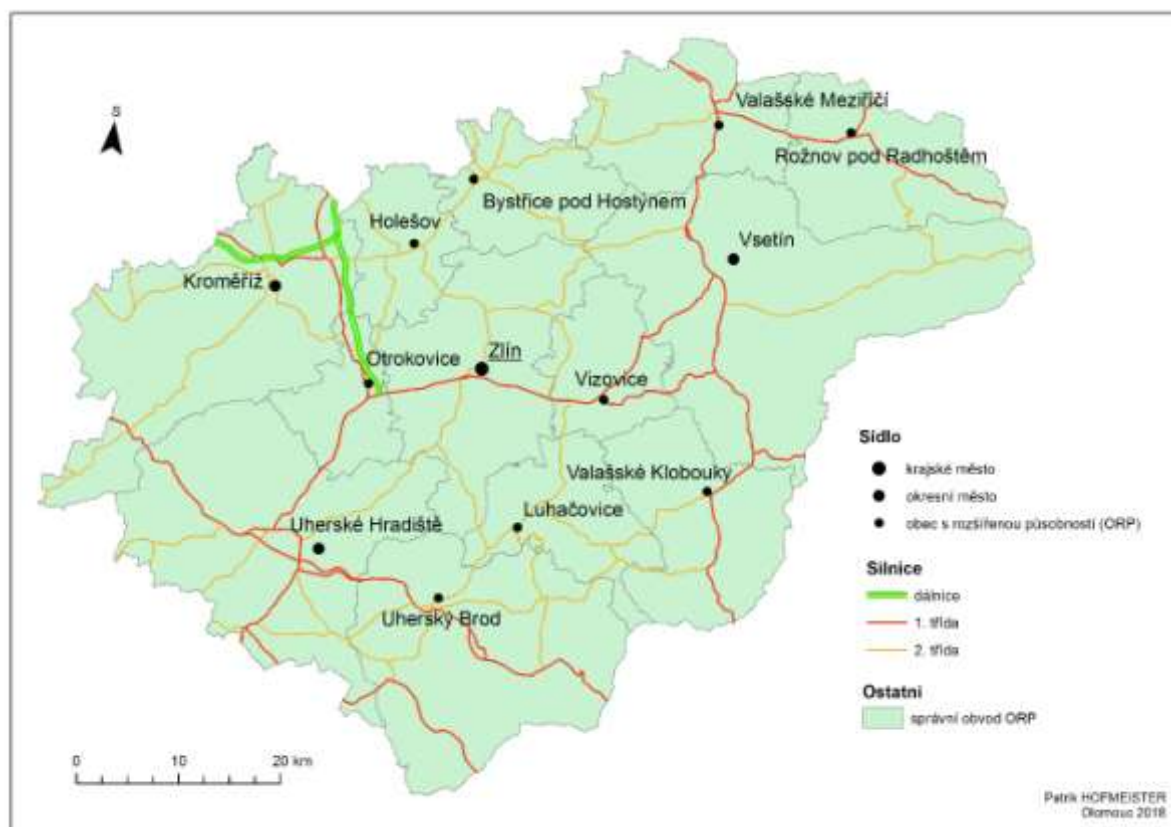 S
Valašské Meziříčí
Rožnov pod Radhoštěm
Bystřice pod Hostýnem
Holešov
Vsetín
Kroměříž
Otrokovice
Zlín
Vizovice
Valašské Klobouky
Luhačovice
Uherské Hradiště
Uherský Brod
Sídlo
krajské město
okresní město
obec s rozšířenou působností (ORP)
Silnice
dálnice
1. třída
2. třída
Ostatní
správní obvod ORP
0 10 20 km
Patrik HOFMEISTER
Olomouc 2018